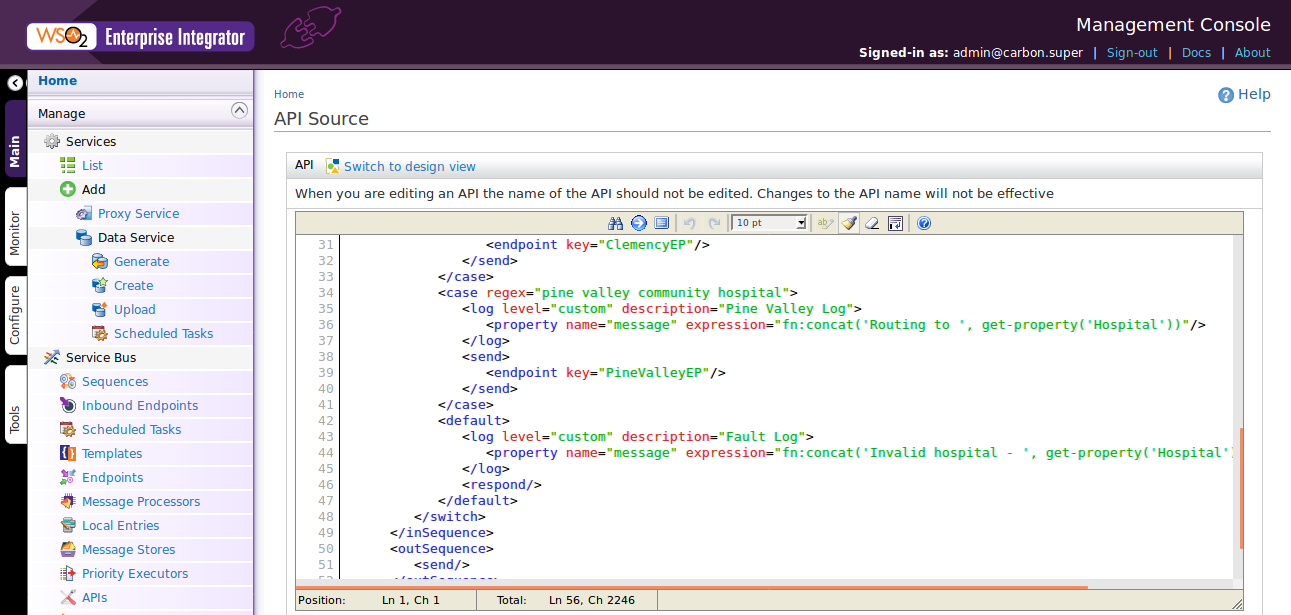 WSO2 Enterprise Integrator
Management Console
Signed-in as: admin@carbon.super | Sign-out | Docs | About
Main
Monitor
Configure
Tools
Home
Manage
Services
List
Add
Proxy Service
Data Service
Generate
Create
Upload
Scheduled Tasks
Service Bus
Sequences
Inbound Endpoints
Scheduled Tasks
Templates
Endpoints
Message Processors
Local Entries
Message Stores
Priority Executors
APIs
Home
Help
API Source
API Switch to design view
When you are editing an API the name of the API should not be edited. Changes to the API name will not be effective
10 pt
31 <endpoint key="ClemencyEP"/>
32 </send>
33 </case>
34 <case regex="pine valley community hospital">
35 <log level="custom" description="Pine Valley Log">
36 <property name="message" expression="fn:concat('Routing to ', get-property('Hospital'))"/>
37 </log>
38 <send>
39 <endpoint key="PineValleyEP"/>
40 </send>
41 </case>
42 <default>
43 <log level="custom" description="Fault Log">
44 <property name="message" expression="fn:concat('Invalid hospital - ', get-property('Hospital')
45 </log>
46 <respond/>
47 </default>
48 </switch>
49 </inSequence>
50 <outSequence>
51 <send/>
52 </outSequence>
Position: Ln 1, Ch 1 Total: Ln 56, Ch 2246